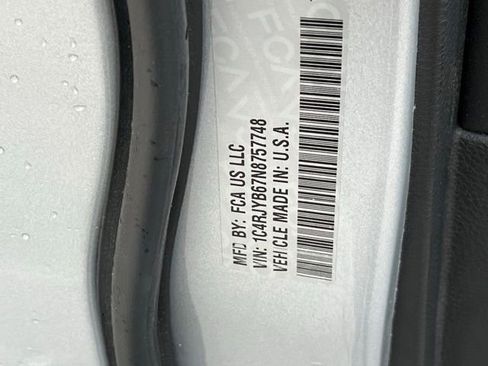 MFD BY: FCA US LLC
VIN: 1C4RJYB67N8757748
VEHICLE MADE IN: U.S.A.